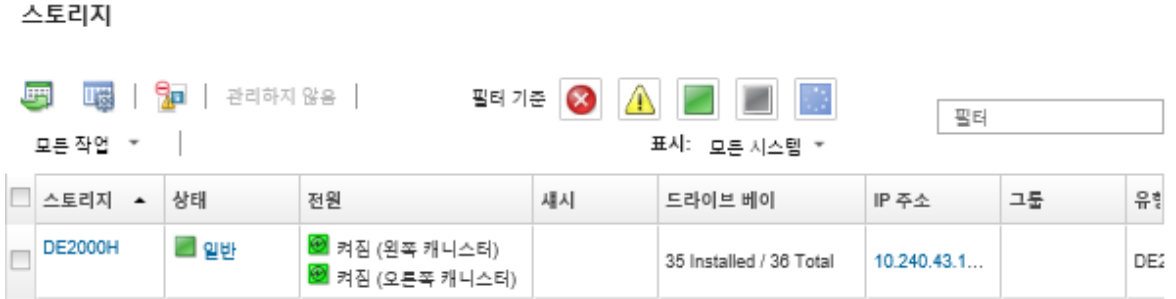 스토리지
관리하지 않음
필터 기준
필터
모든 작업
표시: 모든 시스템
스토리지 상태 전원 섀시 드라이브 베이 IP 주소 그룹
DE2000H 일반 켜짐 (왼쪽 캐니스터) 35 Installed / 36 Total 10.240.43.1...
켜짐 (오른쪽 캐니스터)